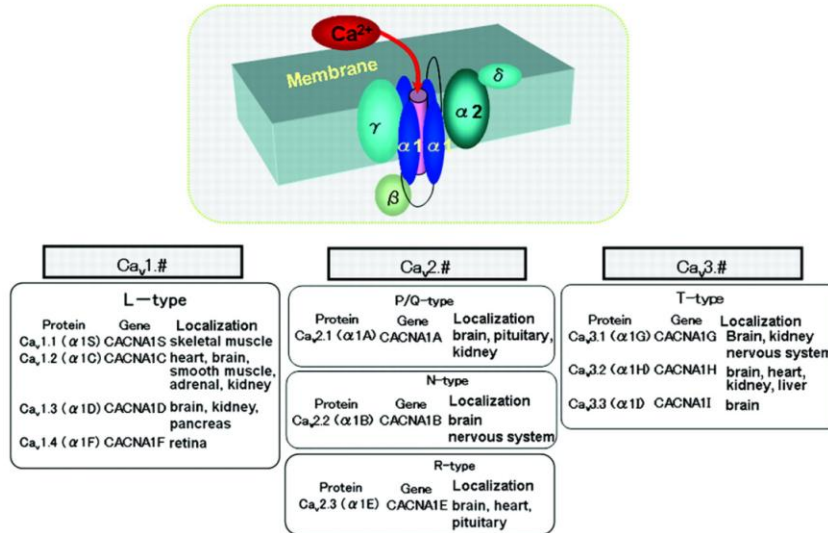 Ca2+
Membrane
δ
α2
γ
α1 α1
β
Cav1.#
L-type
Protein Gene Localization
Cav1.1 (α1S) CACNA1S skeletal muscle
Cav1.2 (α1C) CACNA1C heart, brain,
smooth muscle,
adrenal, kidney
Cav1.3 (α1D) CACNA1D brain, kidney,
pancreas
Cav1.4 (α1F) CACNA1F retina
Cav2.#
P/Q-type
Protein Gene Localization
Cav2.1 (α1A) CACNA1A brain, pituitary,
kidney
N-type
Protein Gene Localization
Cav2.2 (α1B) CACNA1B brain
nervous system
R-type
Protein Gene Localization
Cav2.3 (α1E) CACNA1E brain, heart,
pituitary
Cav3.#
T-type
Protein Gene Localization
Cav3.1 (α1G) CACNA1G Brain, kidney
nervous system
Cav3.2 (α1H) CACNA1H brain, heart,
kidney, liver
Cav3.3 (α1I) CACNA1I brain